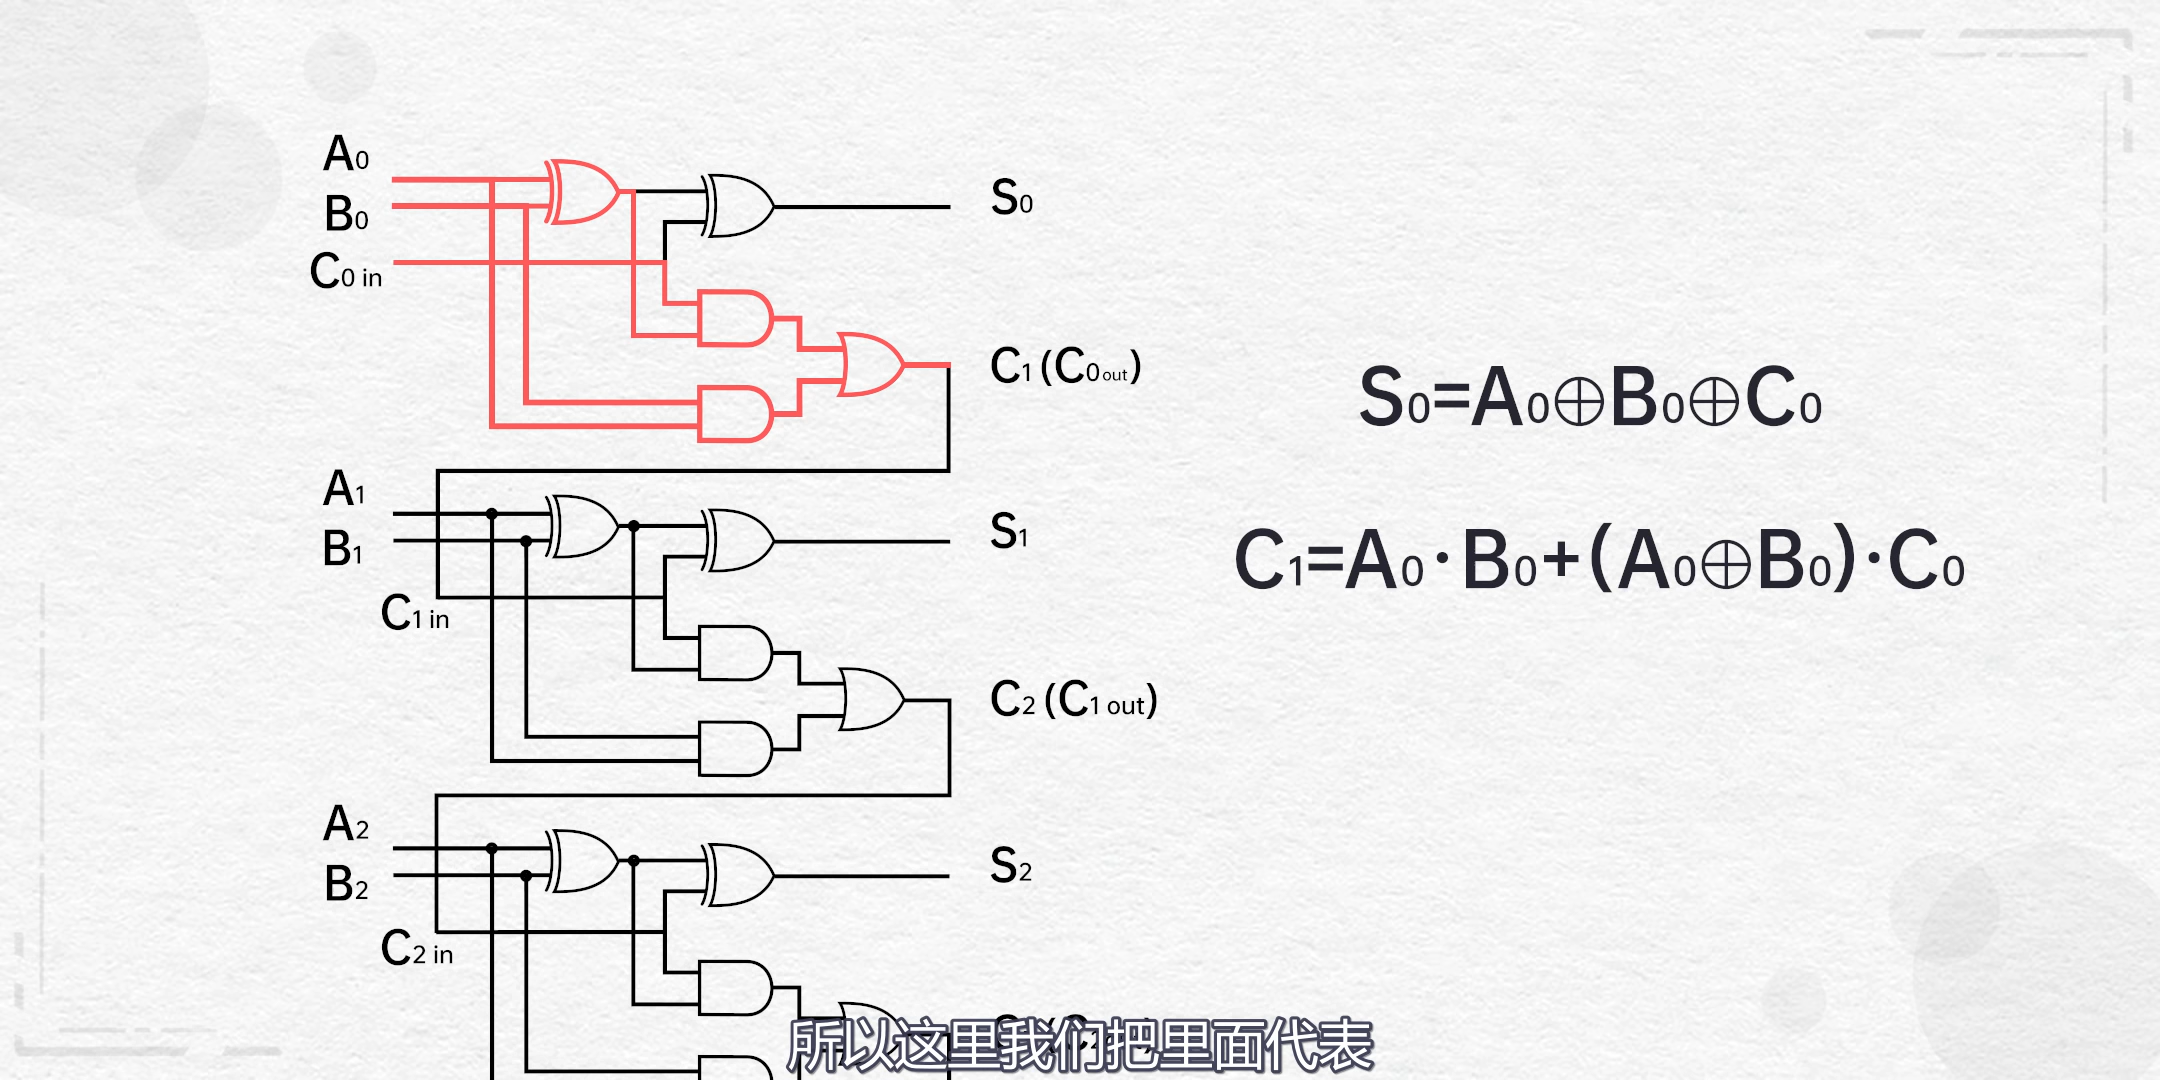 A0
B0
C0 in
S0
C1 (C0out)
S0=A0⊕B0⊕C0
C1=A0·B0+(A0⊕B0)·C0
A1
B1
C1 in
S1
C2 (C1 out)
A2
B2
C2 in
S2
所以这里我们把里面代表